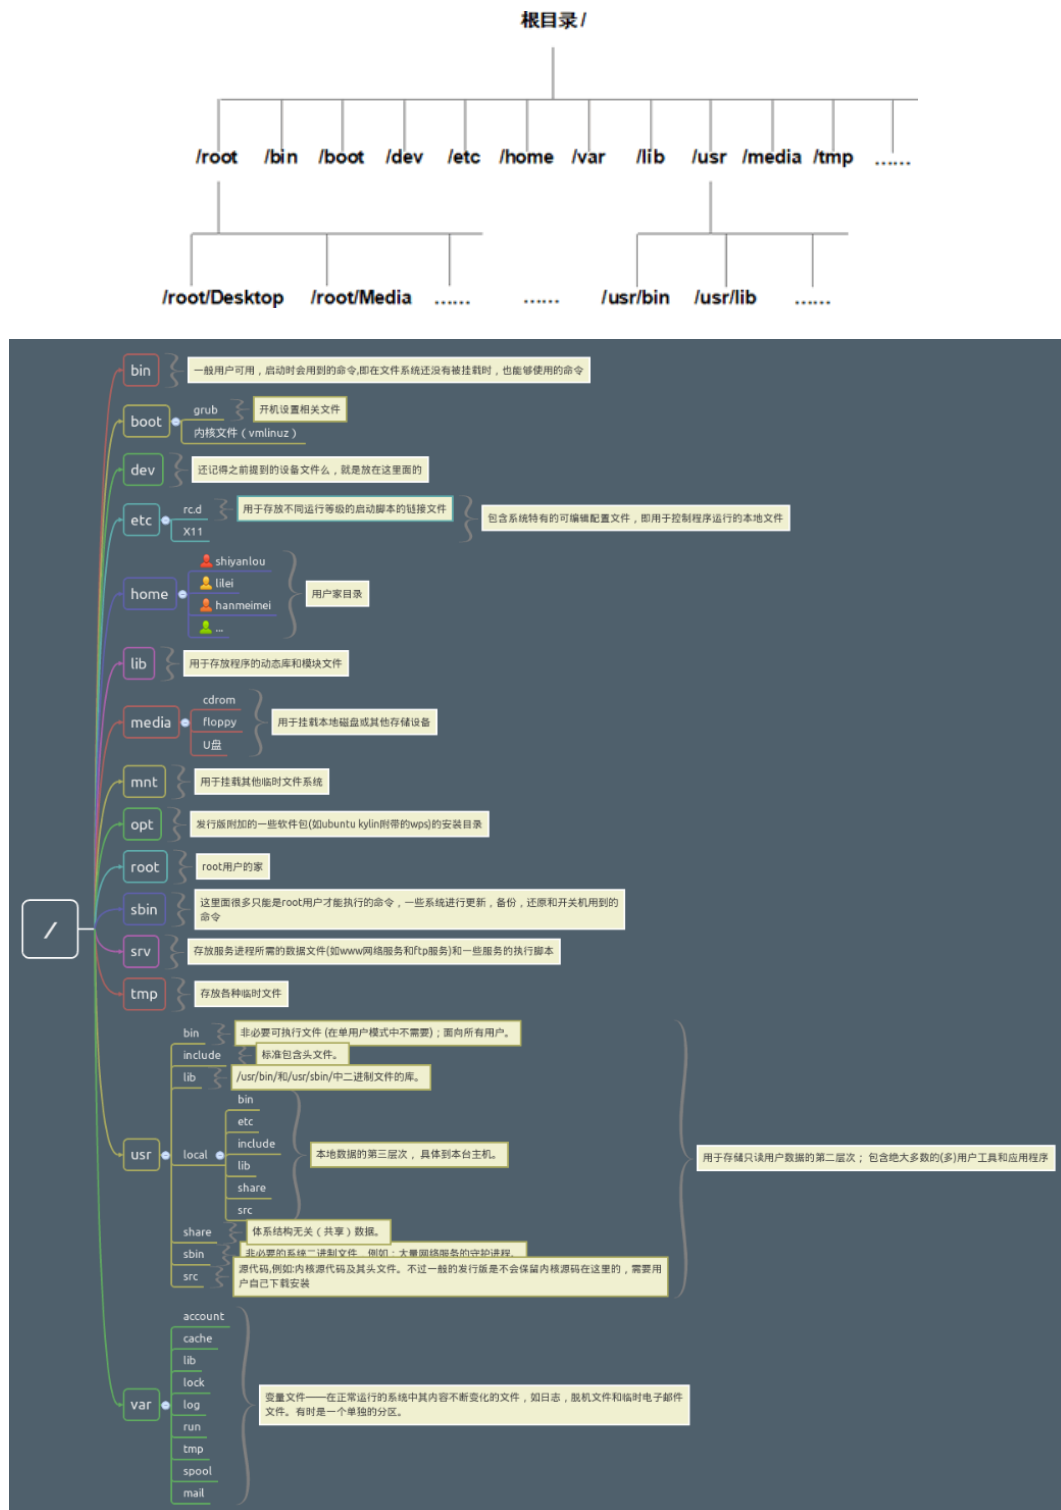 根目录 /
/root /bin /boot /dev /etc /home /var /lib /usr /media /tmp ……
/root/Desktop /root/Media …… …… /usr/bin /usr/lib ……
/
bin
一般用户可用，启动时会用到的命令,即在文件系统还没有被挂载时，也能够使用的命令
boot
grub
开机设置相关文件
内核文件（vmlinuz）
dev
还记得之前提到的设备文件么，就是放在这里面的
etc
rc.d
用于存放不同运行等级的启动脚本的链接文件
X11
包含系统特有的可编辑配置文件，即用于控制程序运行的本地文件
home
shiyanlou
lilei
hanmeimei
...
用户家目录
lib
用于存放程序的动态库和模块文件
media
cdrom
floppy
U盘
用于挂载本地磁盘或其他存储设备
mnt
用于挂载其他临时文件系统
opt
发行版附加的一些软件包(如ubuntu kylin附带的wps)的安装目录
root
root用户的家
sbin
这里面很多只能是root用户才能执行的命令，一些系统进行更新，备份，还原和开关机用到的
命令
srv
存放服务进程所需的数据文件(如www网络服务和ftp服务)和一些服务的执行脚本
tmp
存放各种临时文件
usr
bin
非必要可执行文件 (在单用户模式中不需要)；面向所有用户。
include
标准包含头文件。
lib
/usr/bin/和/usr/sbin/中二进制文件的库。
local
bin
etc
include
lib
share
src
本地数据的第三层次， 具体到本台主机。
share
体系结构无关（共享）数据。
sbin
非必要的系统二进制文件，例如：大量网络服务的守护进程。
src
源代码,例如:内核源代码及其头文件。不过一般的发行版是不会保留内核源码在这里的，需要用
户自己下载安装
用于存储只读用户数据的第二层次； 包含绝大多数的(多)用户工具和应用程序
var
account
cache
lib
lock
log
run
tmp
spool
mail
变量文件——在正常运行的系统中其内容不断变化的文件，如日志，脱机文件和临时电子邮件
文件。有时是一个单独的分区。